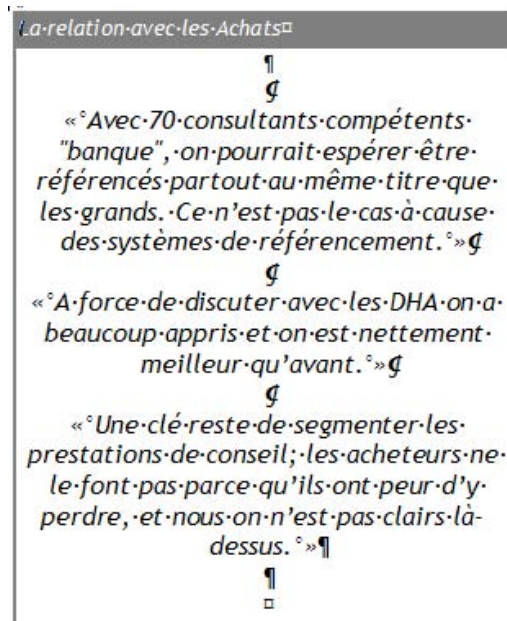 La relation avec les Achats
« Avec 70 consultants compétents
"banque", on pourrait espérer être
référencés partout au même titre que
les grands. Ce n'est pas le cas à cause
des systèmes de référencement. »
« A force de discuter avec les DHA on a
beaucoup appris et on est nettement
meilleur qu'avant. »
« Une clé reste de segmenter les
prestations de conseil; les acheteurs ne
le font pas parce qu'ils ont peur d'y
perdre, et nous on n'est pas clairs là-
dessus. »